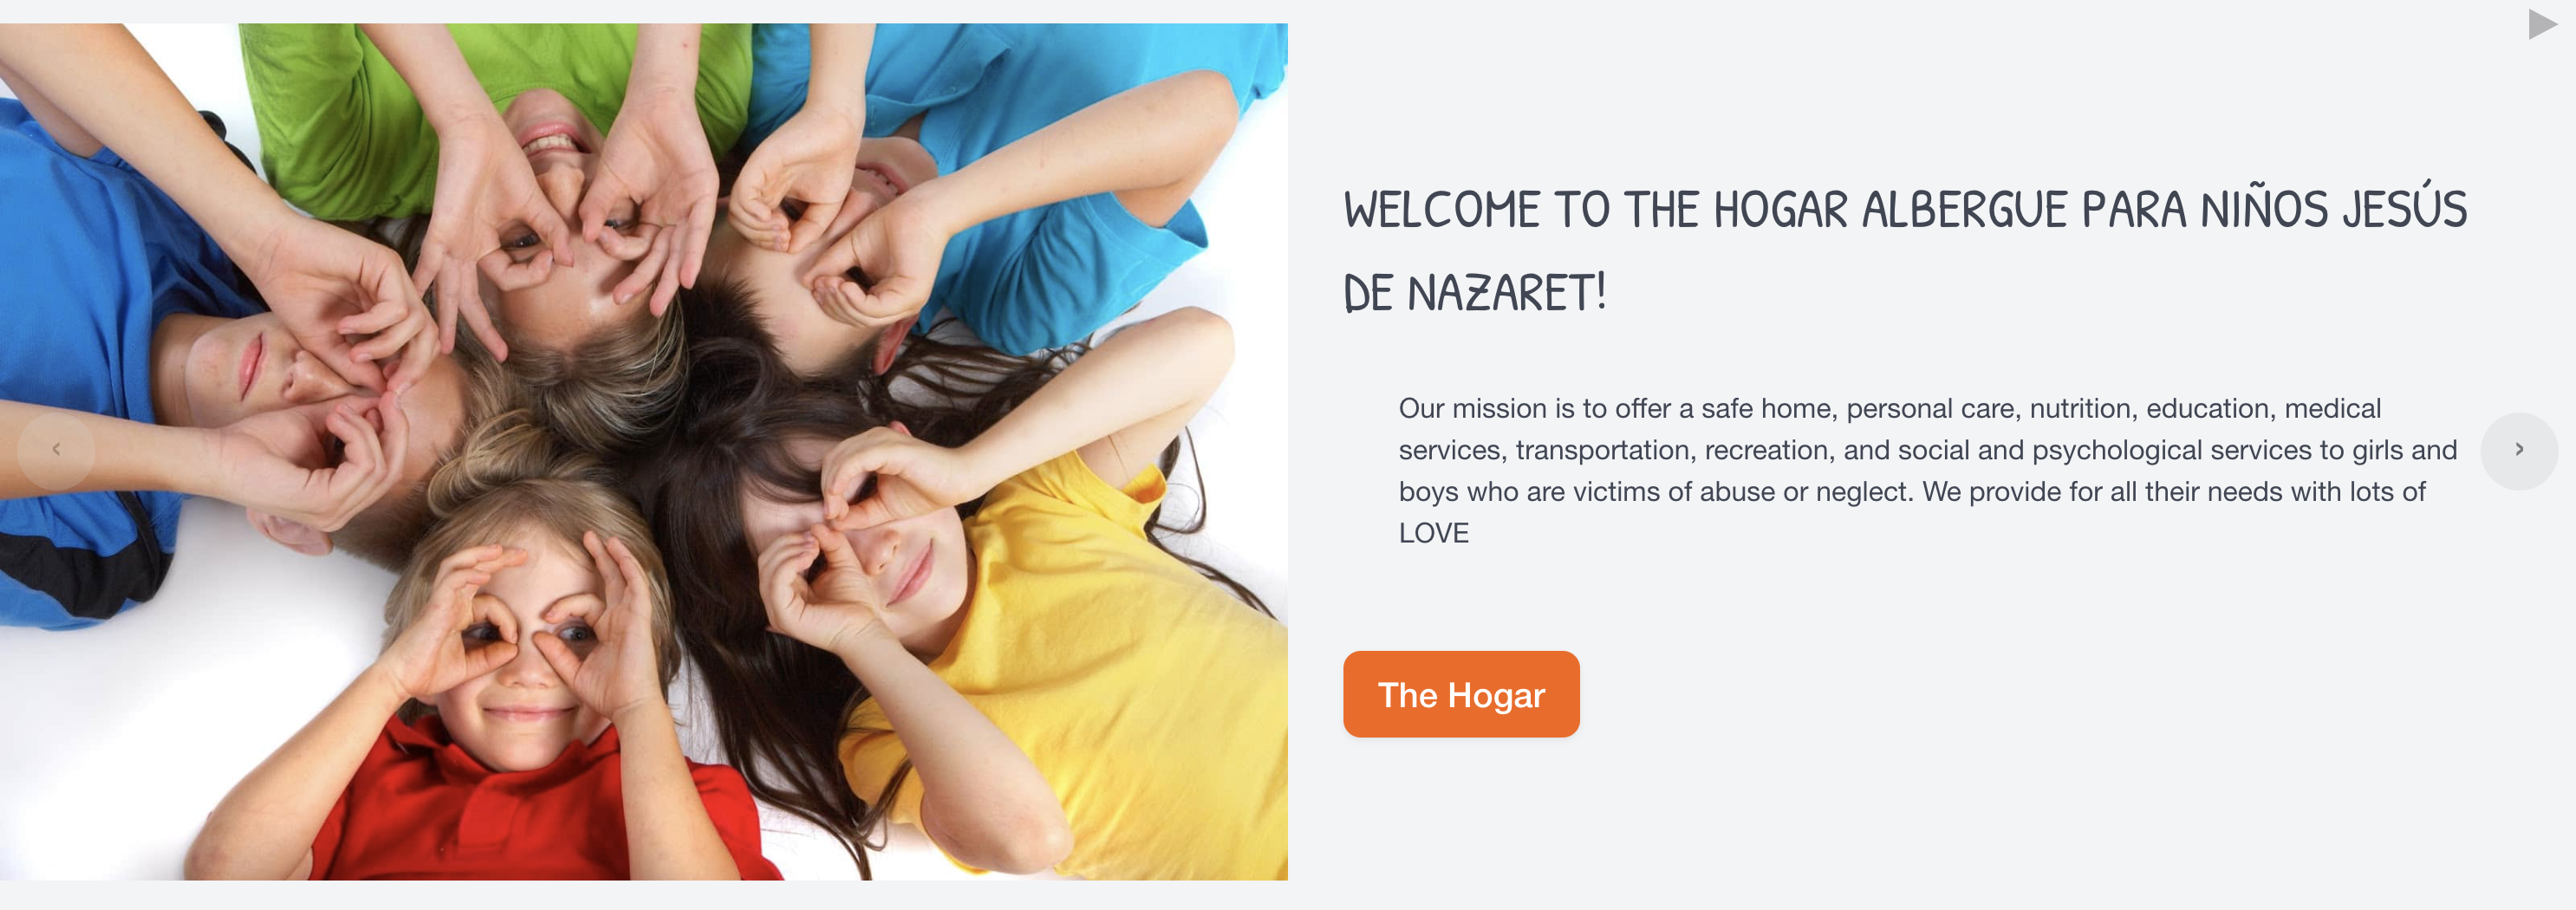 WELCOME TO THE HOGAR ALBERGUE PARA NIÑOS JESÚS
DE NAZARET!
Our mission is to offer a safe home, personal care, nutrition, education, medical
services, transportation, recreation, and social and psychological services to girls and
boys who are victims of abuse or neglect. We provide for all their needs with lots of
LOVE
The Hogar